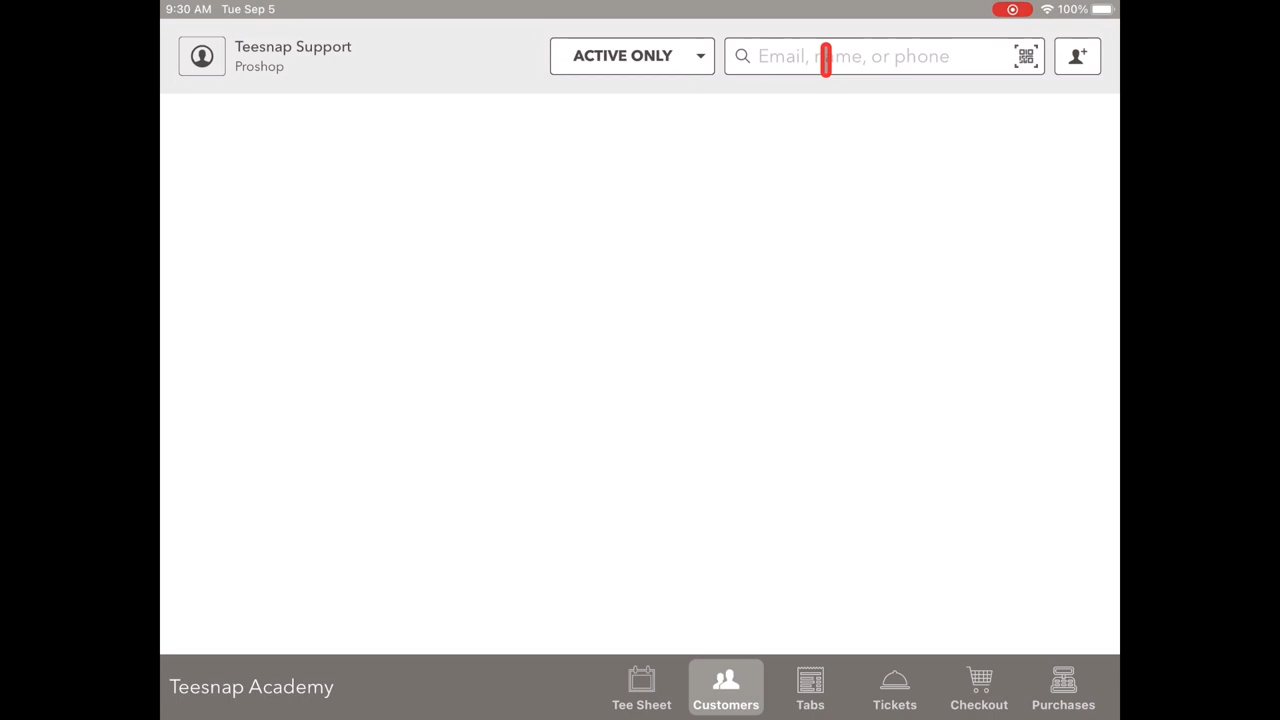 9:30 AM Tue Sep 5
100%
Teesnap Support
Proshop
ACTIVE ONLY
Email, name, or phone
Teesnap Academy
Tee Sheet
Customers
Tabs
Tickets
Checkout
Purchases